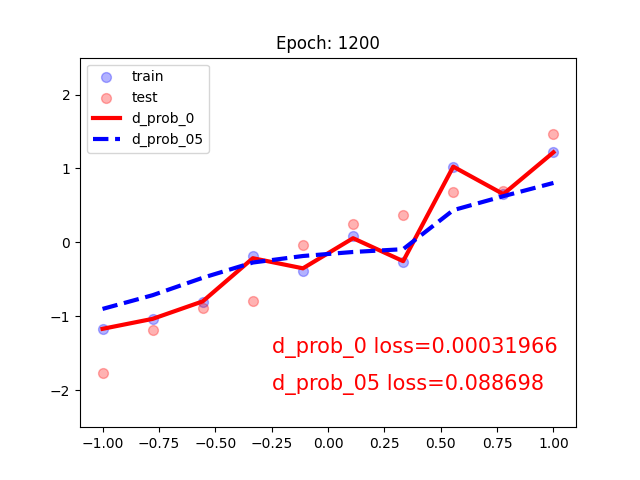 Epoch: 1200
train
test
d_prob_0
d_prob_05
2
1
0
−1
−2
d_prob_0 loss=0.00031966
d_prob_05 loss=0.088698
−1.00 −0.75 −0.50 −0.25 0.00 0.25 0.50 0.75 1.00